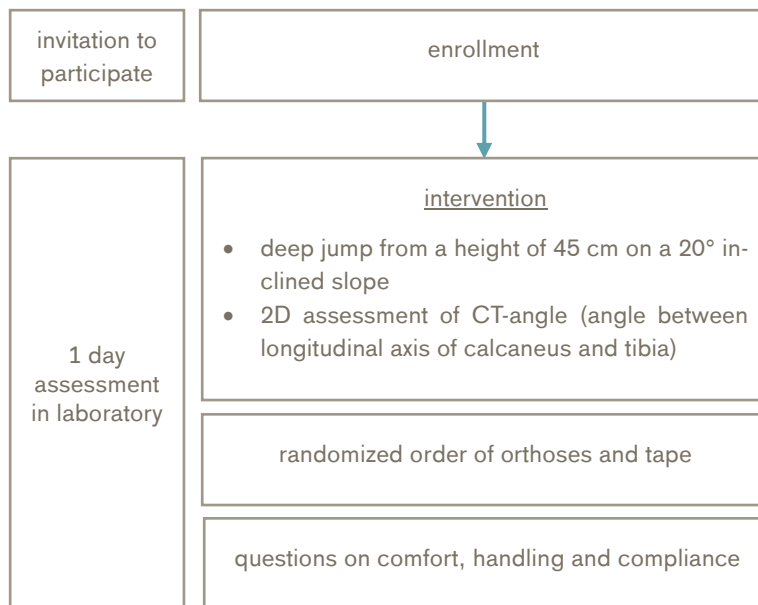 invitation to
participate
enrollment
1 day
assessment
in laboratory
intervention
• deep jump from a height of 45 cm on a 20° in-
clined slope
• 2D assessment of CT-angle (angle between
longitudinal axis of calcaneus and tibia)
randomized order of orthoses and tape
questions on comfort, handling and compliance